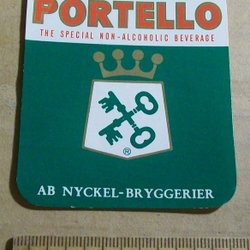 PORTELLO
THE SPECIAL NON-ALCOHOLIC BEVERAGE
®
AB NYCKEL-BRYGGERIER